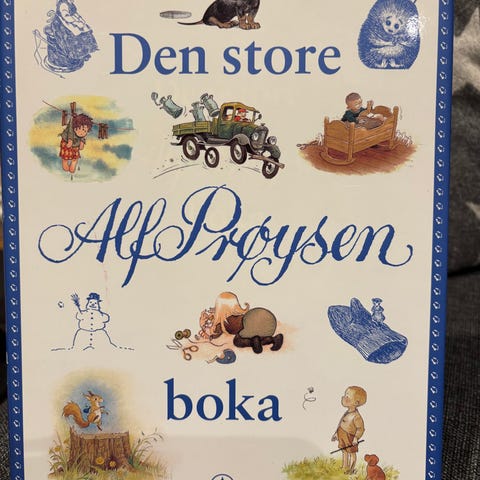 Den store
Alf Prøysen
boka